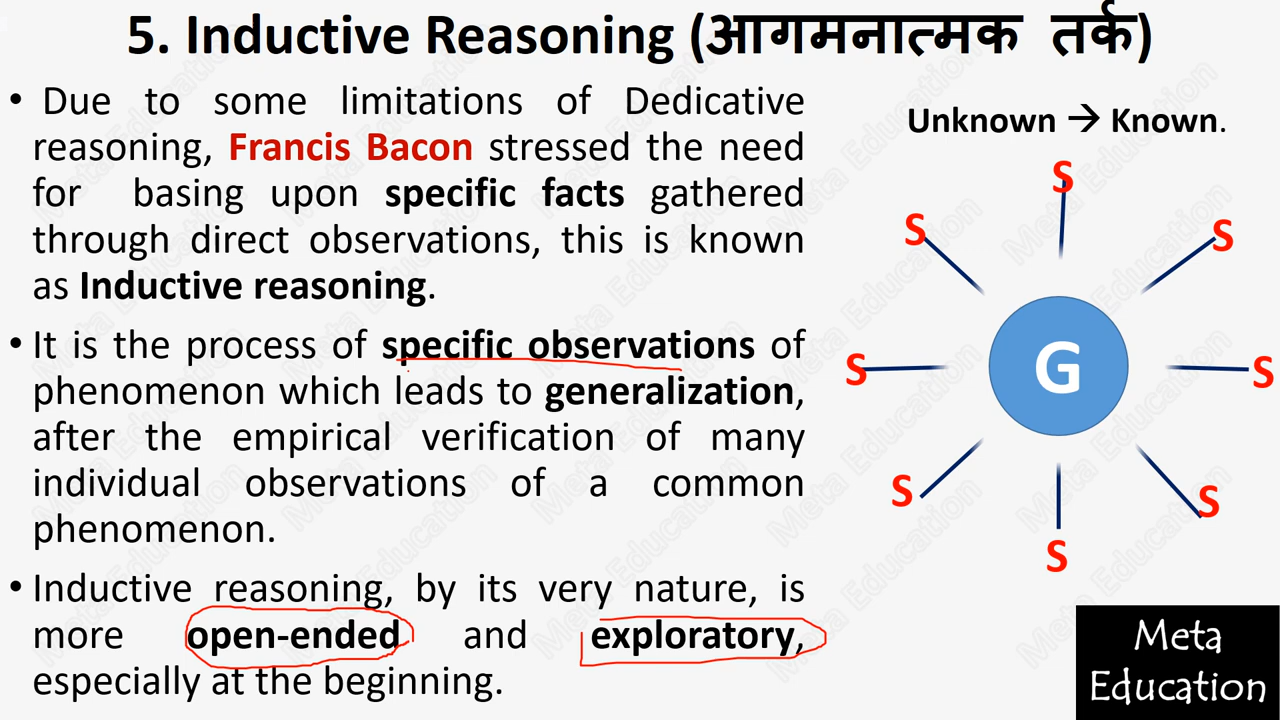 5. Inductive Reasoning (आगमनात्मक तर्क)
• Due to some limitations of Dedicative
reasoning, Francis Bacon stressed the need
for basing upon specific facts gathered
through direct observations, this is known
as Inductive reasoning.
• It is the process of specific observations of
phenomenon which leads to generalization,
after the empirical verification of many
individual observations of a common
phenomenon.
• Inductive reasoning, by its very nature, is
more open-ended and exploratory,
especially at the beginning.
Unknown → Known.
S
S
S
S
G
S
S
S
S
Meta
Education